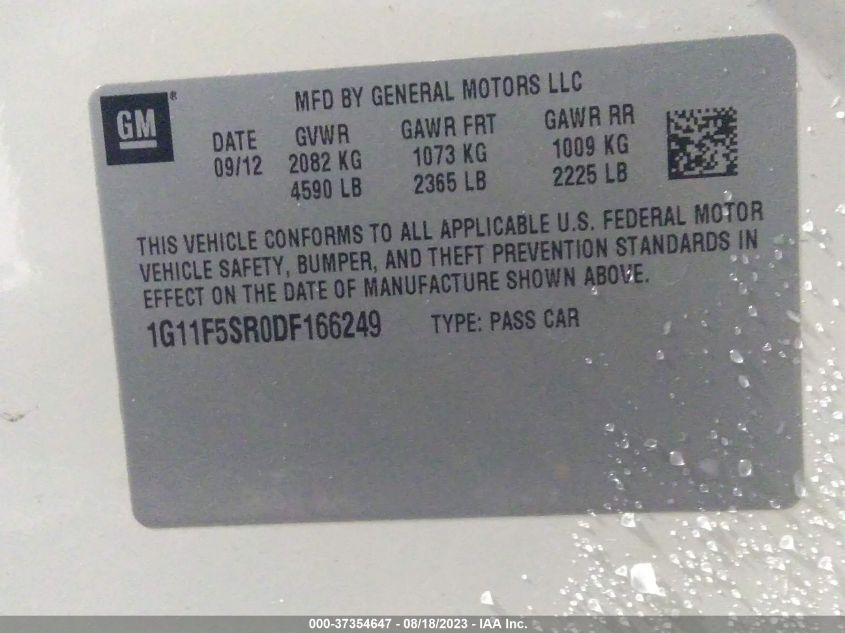 MFD BY GENERAL MOTORS LLC
GM®
DATE GVWR GAWR FRT GAWR RR
09/12 2082 KG 1073 KG 1009 KG
4590 LB 2365 LB 2225 LB
THIS VEHICLE CONFORMS TO ALL APPLICABLE U.S. FEDERAL MOTOR
VEHICLE SAFETY, BUMPER, AND THEFT PREVENTION STANDARDS IN
EFFECT ON THE DATE OF MANUFACTURE SHOWN ABOVE.
1G11F5SR0DF166249 TYPE: PASS CAR
000-37354647 / 08/18/2023 - IAA Inc.